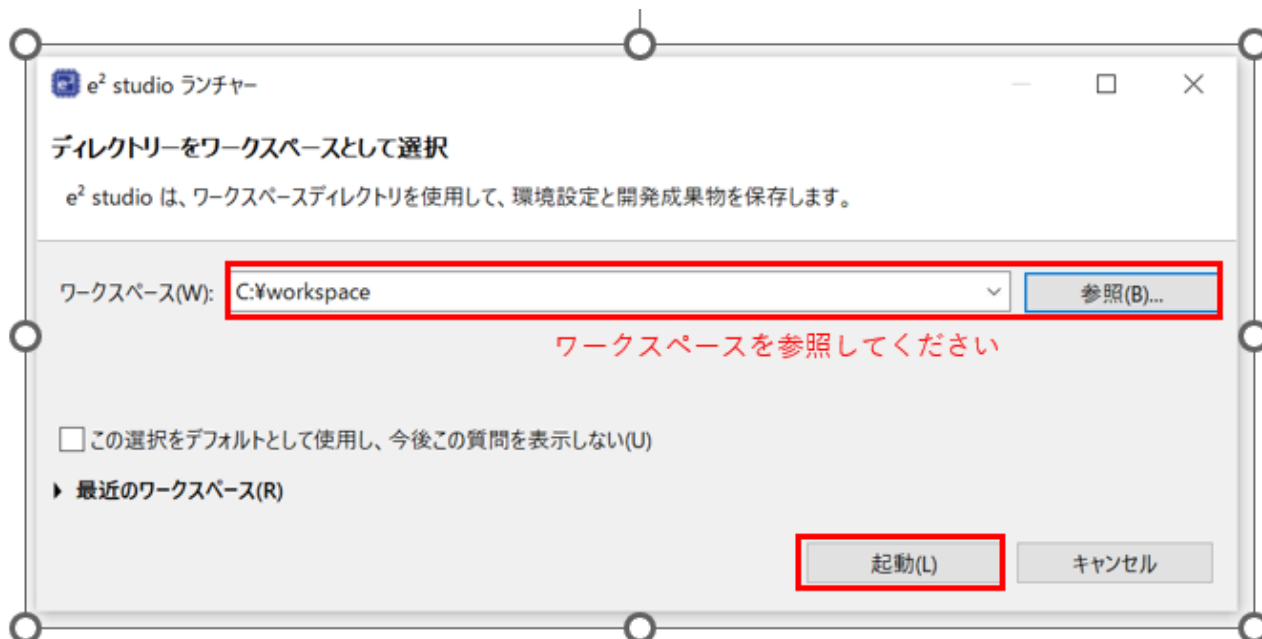 e² studio ランチャー
ディレクトリーをワークスペースとして選択
e² studio は、ワークスペースディレクトリを使用して、環境設定と開発成果物を保存します。
ワークスペース(W): C:¥workspace 参照(B)...
ワークスペースを参照してください
この選択をデフォルトとして使用し、今後この質問を表示しない(U)
最近のワークスペース(R)
起動(L) キャンセル